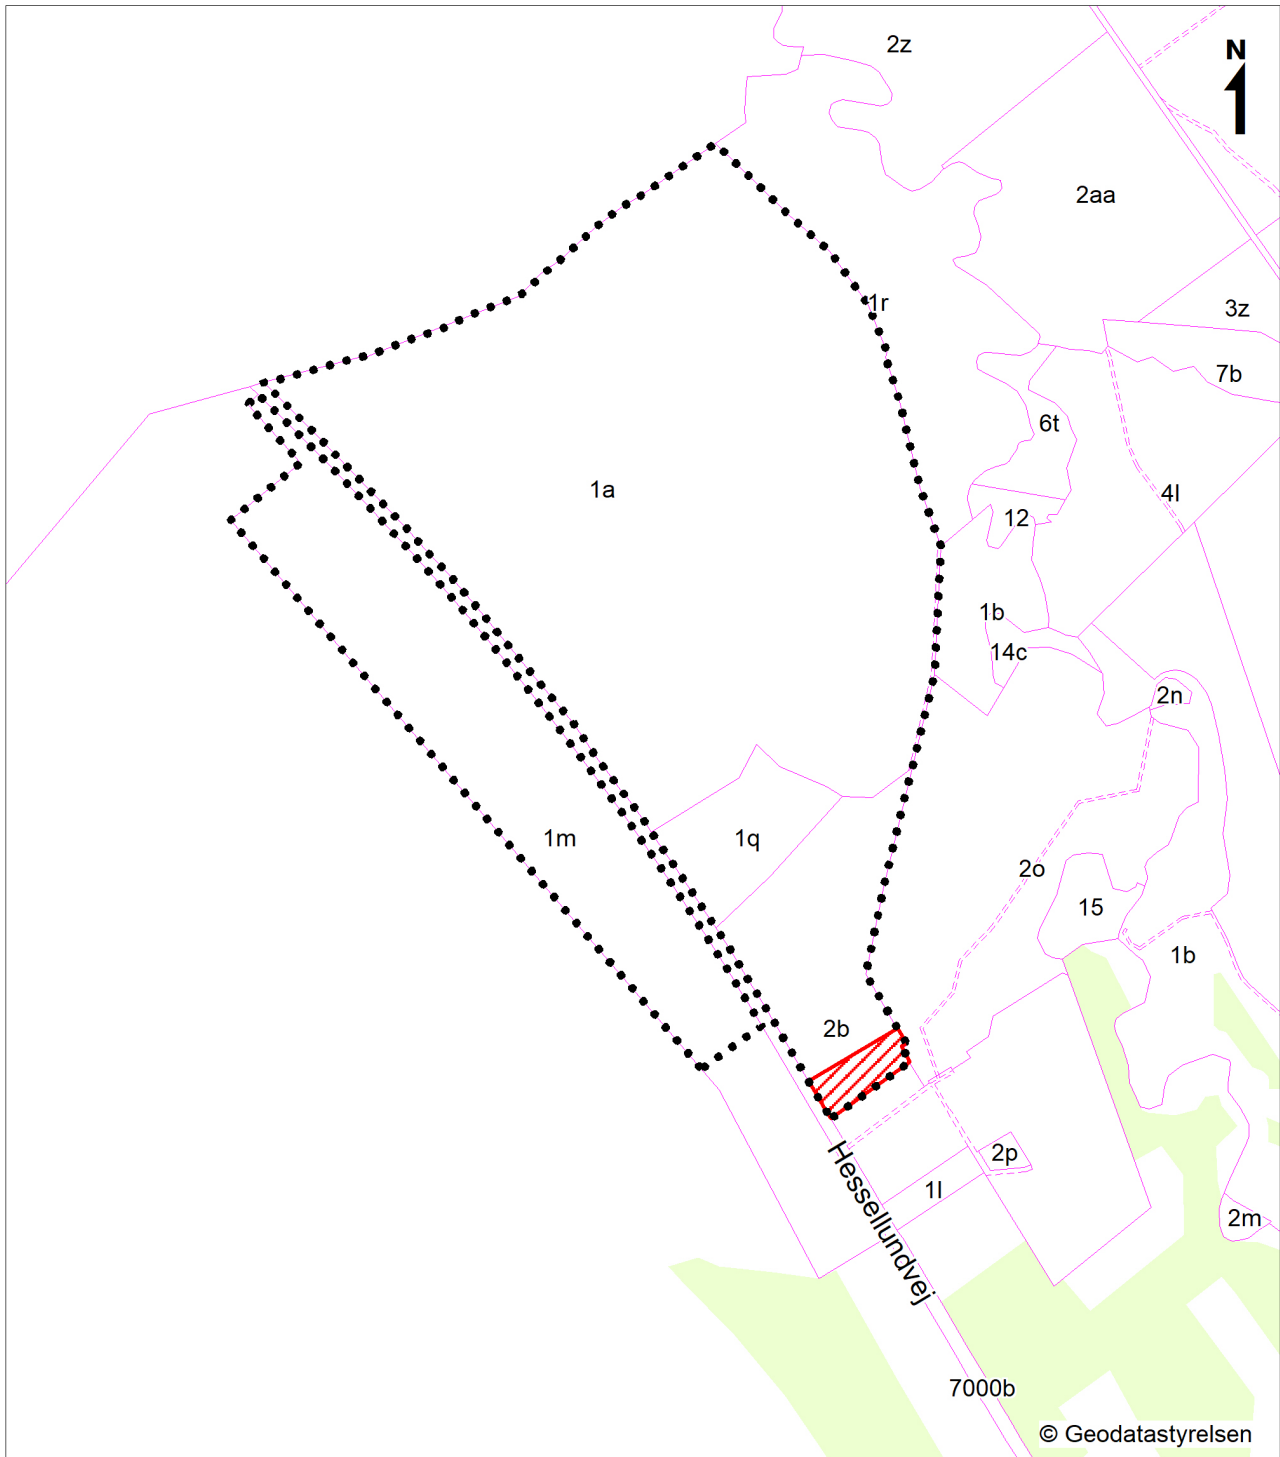 2z
N
2aa
1r
3z
7b
6t
1a
4l
12
1b
14c
2n
1m
1q
2o
15
1b
2b
2p
1l
2m
Hessellundvej
7000b
© Geodatastyrelsen